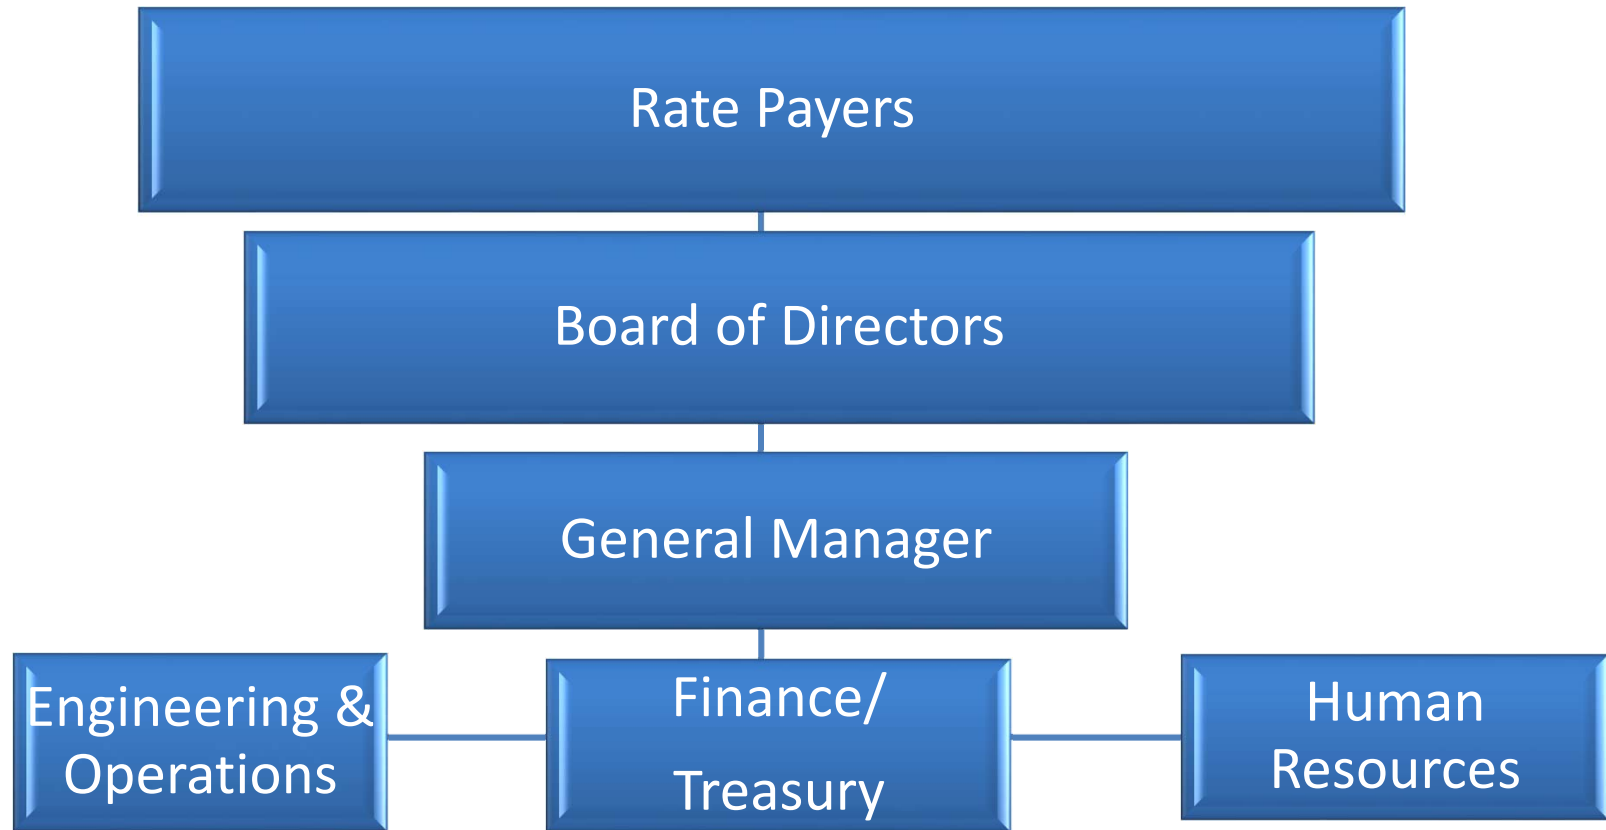 Rate Payers
Board of Directors
General Manager
Engineering &
Operations
Finance/
Treasury
Human
Resources